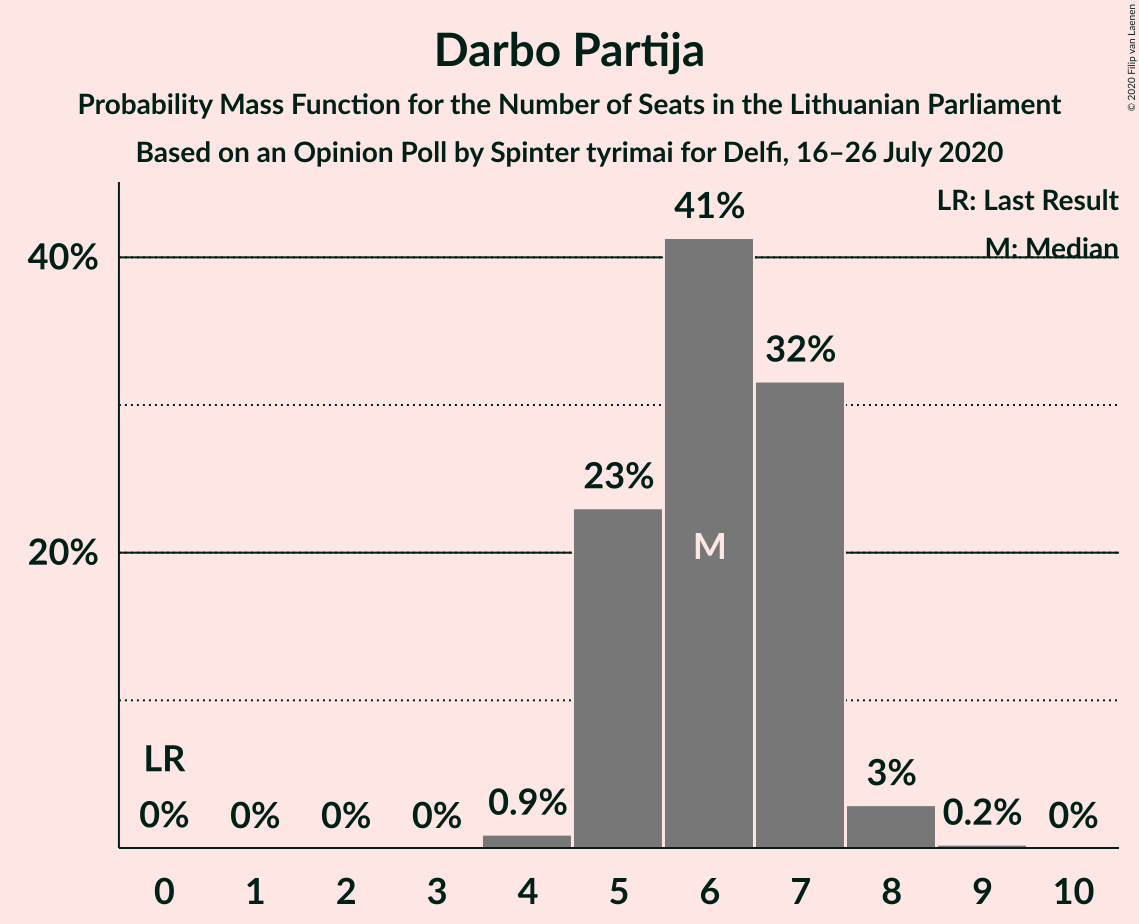 Darbo Partija
Probability Mass Function for the Number of Seats in the Lithuanian Parliament
Based on an Opinion Poll by Spinter tyrimai for Delfi, 16–26 July 2020
© 2020 Filip van Laenen
LR: Last Result
M: Median
40%
20%
41%
32%
23%
M
LR
0%
0%
0%
0%
0.9%
3%
0.2%
0%
0 1 2 3 4 5 6 7 8 9 10